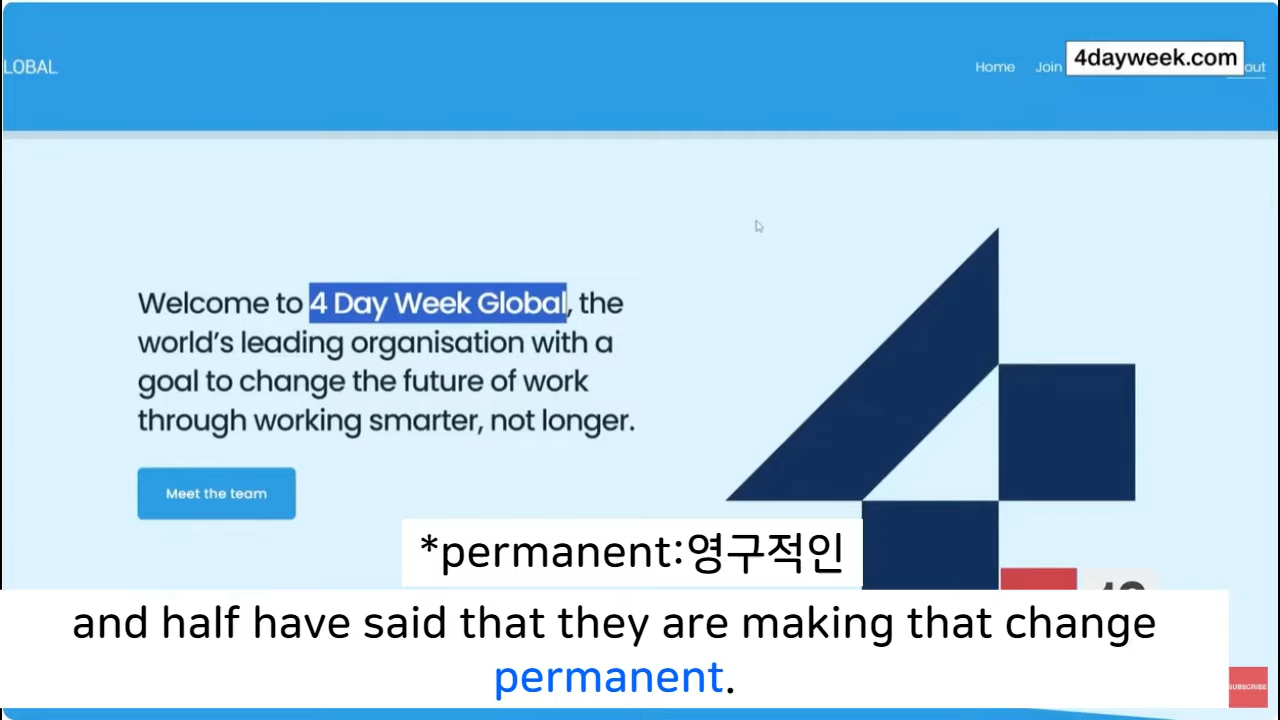 LOBAL
Home Join 4dayweek.com out
Welcome to 4 Day Week Global, the
world's leading organisation with a
goal to change the future of work
through working smarter, not longer.
Meet the team
*permanent:영구적인
and half have said that they are making that change
permanent.
SUBSCRIBE